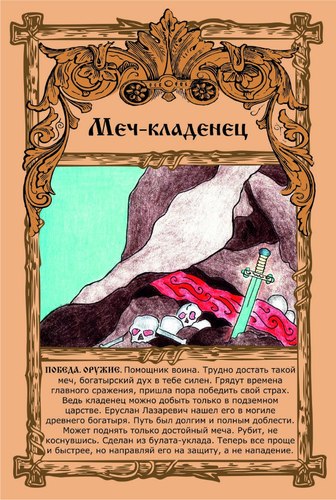 Меч-кладенец
ПОБЕДА. ОРУЖИЕ. Помощник воина. Трудно достать такой
меч, богатырский дух в тебе силен. Грядут времена
главного сражения, пришла пора победить свой страх.
Ведь кладенец можно добыть только в подземном
царстве. Еруслан Лазаревич нашел его в могиле
древнего богатыря. Путь был долгим и полным доблести.
Может поднять только достойный меча. Рубит, не
коснувшись. Сделан из булата-уклада. Теперь все проще
и быстрее, но направляй его на защиту, а не нападение.